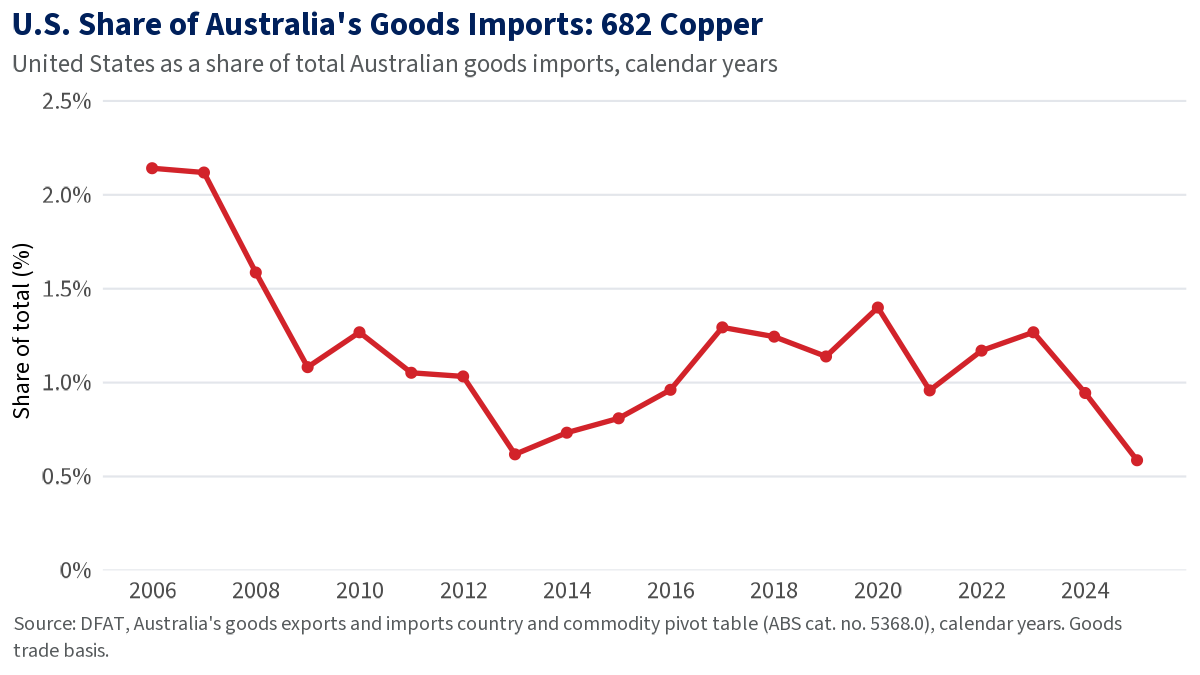 U.S. Share of Australia's Goods Imports: 682 Copper
United States as a share of total Australian goods imports, calendar years
Share of total (%)
2.5%
2.0%
1.5%
1.0%
0.5%
0%
2006 2008 2010 2012 2014 2016 2018 2020 2022 2024
Source: DFAT, Australia's goods exports and imports country and commodity pivot table (ABS cat. no. 5368.0), calendar years. Goods
trade basis.